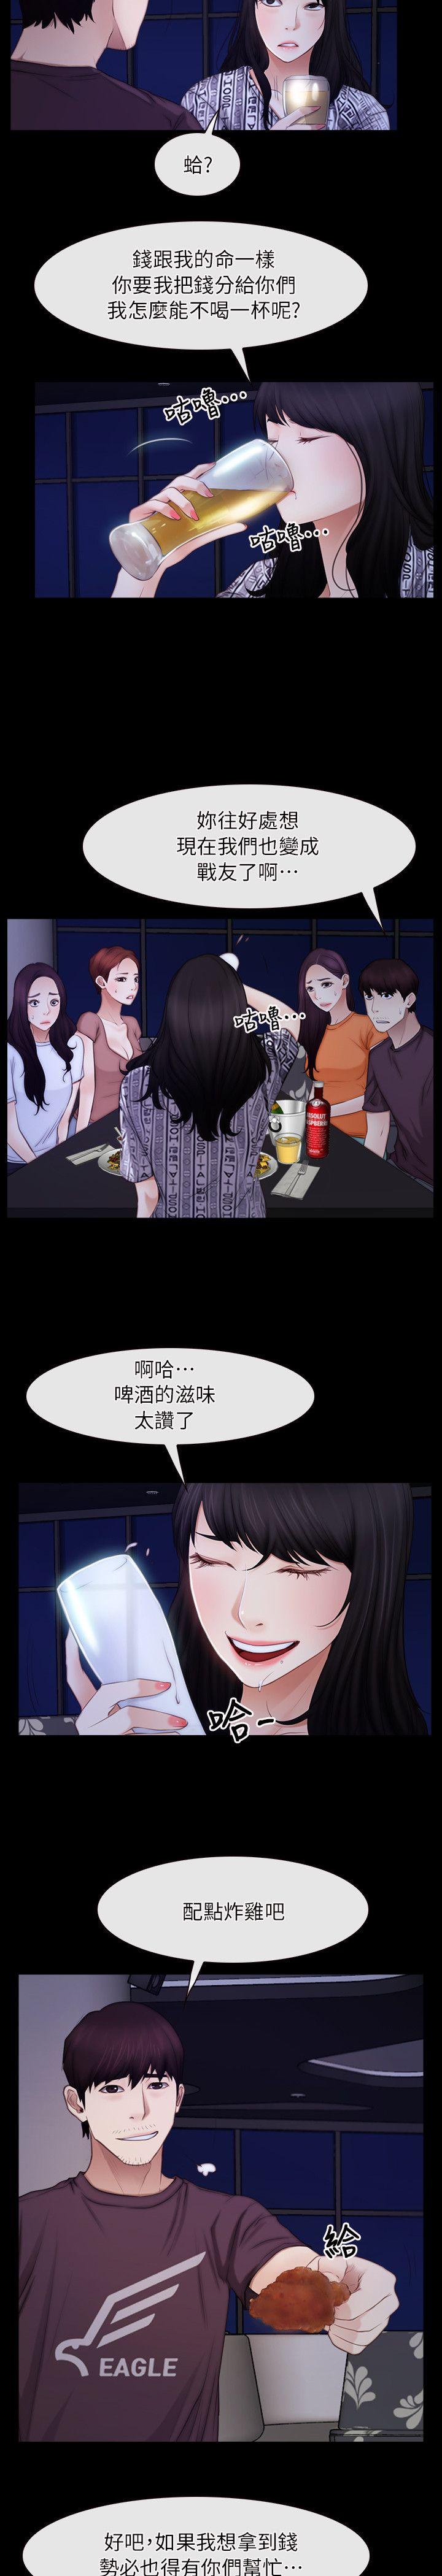 蛤?
錢跟我的命一樣
你要我把錢分給你們
我怎麼能不喝一杯呢?
咕嚕…
咕嚕…
妳往好處想
現在我們也變成
戰友了啊…
咕嚕…
ABSOLUT
RASPBERRI
啊哈…
啤酒的滋味
太讚了
哈-
配點炸雞吧
給
EAGLE
好吧,如果我想拿到錢
勢必也得有你們幫忙…